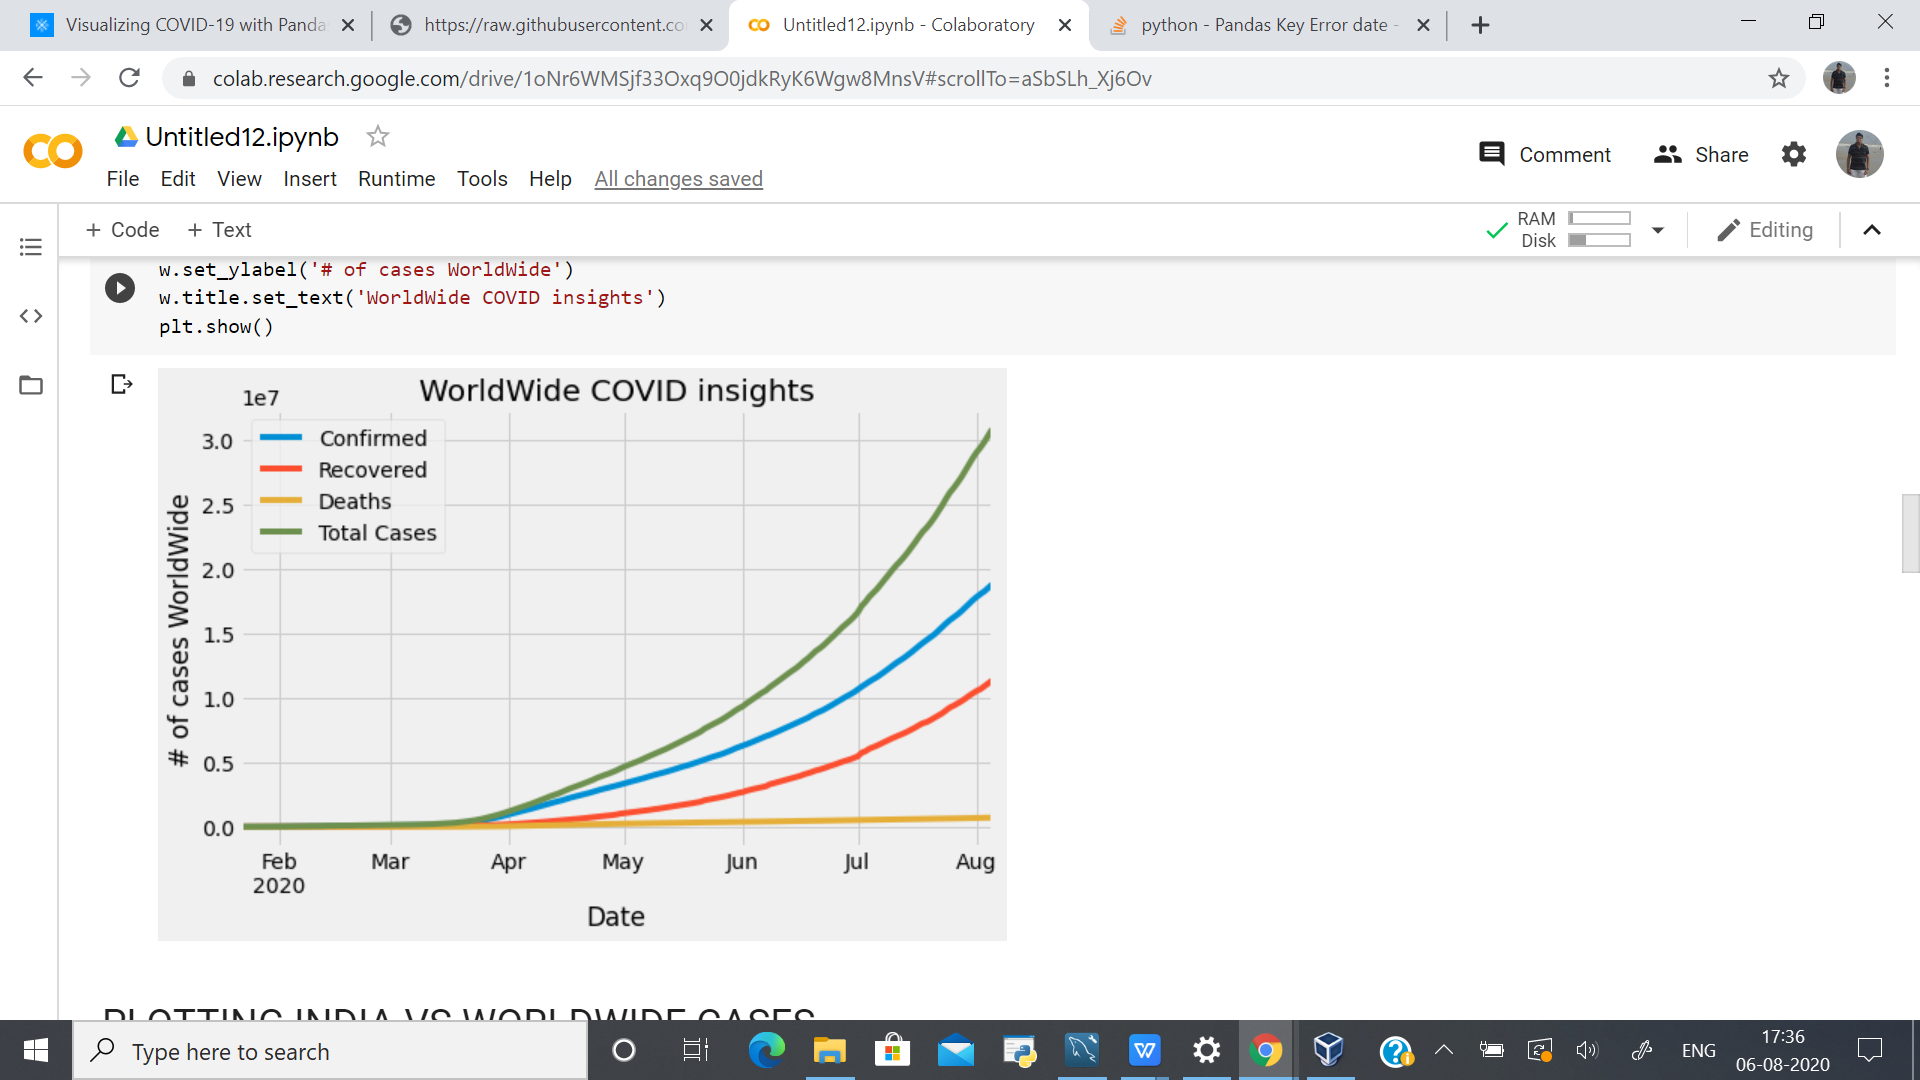 Visualizing COVID-19 with Panda
https://raw.githubusercontent.co
Untitled12.ipynb - Colaboratory
python - Pandas Key Error date -
colab.research.google.com/drive/1oNr6WMSjf33Oxq9O0jdkRyK6Wgw8MnsV#scrollTo=aSbSLh_Xj6Ov
Untitled12.ipynb
File Edit View Insert Runtime Tools Help All changes saved
Comment
Share
+ Code + Text
RAM
Disk
Editing
w.set_ylabel('# of cases WorldWide')
w.title.set_text('WorldWide COVID insights')
plt.show()
WorldWide COVID insights
1e7
Confirmed
Recovered
Deaths
Total Cases
# of cases WorldWide
3.0
2.5
2.0
1.5
1.0
0.5
0.0
Feb Mar Apr May Jun Jul Aug
2020
Date
PLOTTING INDIA VS WORLDWIDE CASES
Type here to search
ENG
17:36
06-08-2020